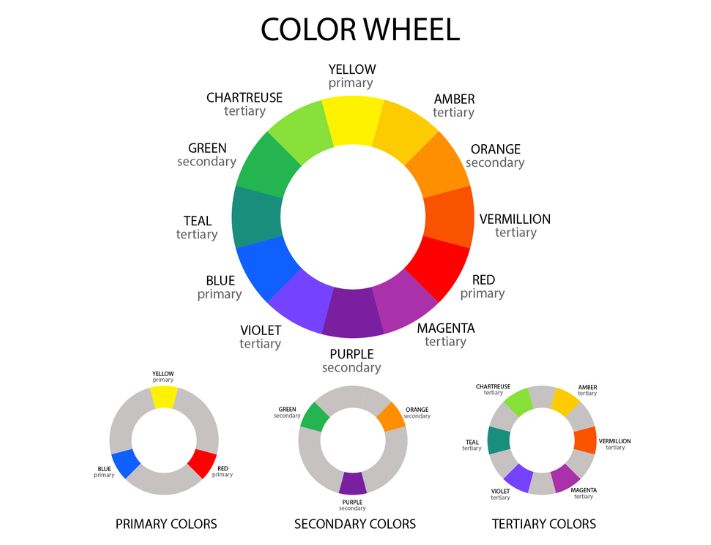 COLOR WHEEL
YELLOW
primary
CHARTREUSE
tertiary
AMBER
tertiary
GREEN
secondary
ORANGE
secondary
TEAL
tertiary
VERMILLION
tertiary
BLUE
primary
RED
primary
VIOLET
tertiary
MAGENTA
tertiary
PURPLE
secondary
YELLOW
primary
BLUE
primary
RED
primary
PRIMARY COLORS
GREEN
secondary
ORANGE
secondary
PURPLE
secondary
SECONDARY COLORS
CHARTREUSE
tertiary
AMBER
tertiary
TEAL
tertiary
VERMILLION
tertiary
VIOLET
tertiary
MAGENTA
tertiary
TERTIARY COLORS